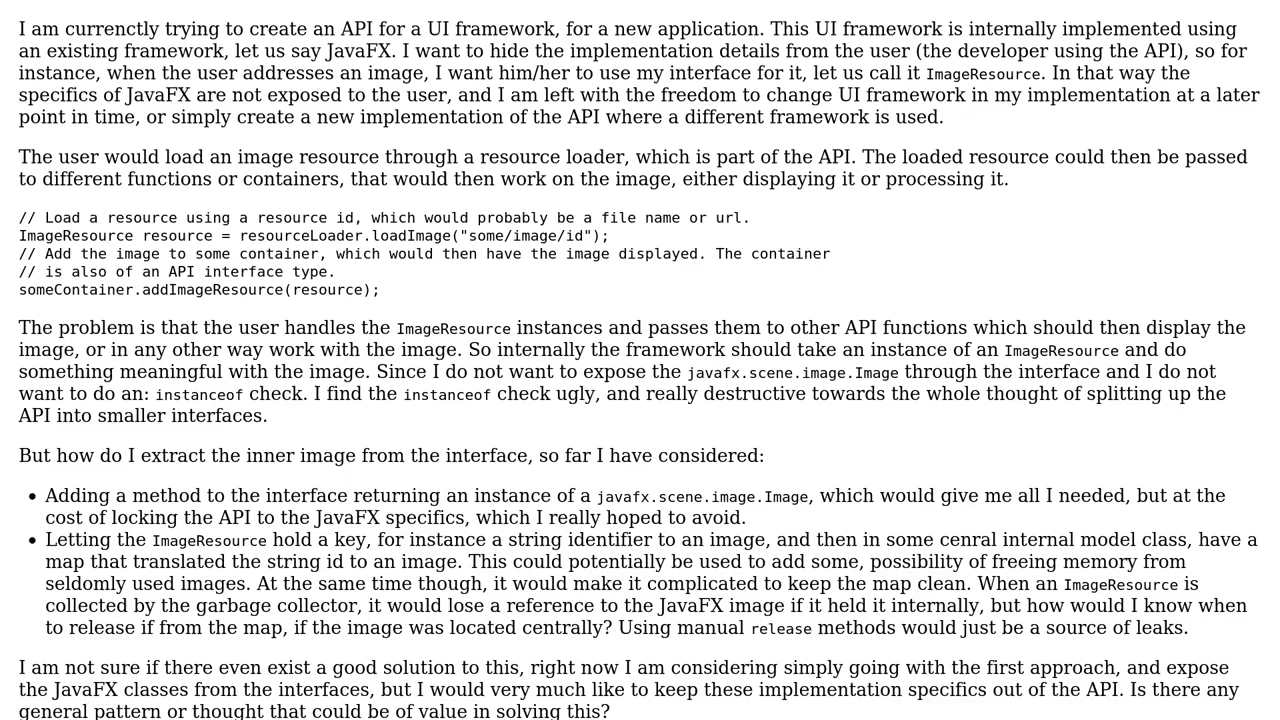 I am currenctly trying to create an API for a UI framework, for a new application. This UI framework is internally implemented using
an existing framework, let us say JavaFX. I want to hide the implementation details from the user (the developer using the API), so for
instance, when the user addresses an image, I want him/her to use my interface for it, let us call it ImageResource. In that way the
specifics of JavaFX are not exposed to the user, and I am left with the freedom to change UI framework in my implementation at a later
point in time, or simply create a new implementation of the API where a different framework is used.
The user would load an image resource through a resource loader, which is part of the API. The loaded resource could then be passed
to different functions or containers, that would then work on the image, either displaying it or processing it.
// Load a resource using a resource id, which would probably be a file name or url.
ImageResource resource = resourceLoader.loadImage("some/image/id");
// Add the image to some container, which would then have the image displayed. The container
// is also of an API interface type.
someContainer.addImageResource(resource);
The problem is that the user handles the ImageResource instances and passes them to other API functions which should then display the
image, or in any other way work with the image. So internally the framework should take an instance of an ImageResource and do
something meaningful with the image. Since I do not want to expose the javafx.scene.image.Image through the interface and I do not
want to do an: instanceof check. I find the instanceof check ugly, and really destructive towards the whole thought of splitting up the
API into smaller interfaces.
But how do I extract the inner image from the interface, so far I have considered:
• Adding a method to the interface returning an instance of a javafx.scene.image.Image, which would give me all I needed, but at the
cost of locking the API to the JavaFX specifics, which I really hoped to avoid.
• Letting the ImageResource hold a key, for instance a string identifier to an image, and then in some cenral internal model class, have a
map that translated the string id to an image. This could potentially be used to add some, possibility of freeing memory from
seldomly used images. At the same time though, it would make it complicated to keep the map clean. When an ImageResource is
collected by the garbage collector, it would lose a reference to the JavaFX image if it held it internally, but how would I know when
to release if from the map, if the image was located centrally? Using manual release methods would just be a source of leaks.
I am not sure if there even exist a good solution to this, right now I am considering simply going with the first approach, and expose
the JavaFX classes from the interfaces, but I would very much like to keep these implementation specifics out of the API. Is there any
general pattern or thought that could be of value in solving this?